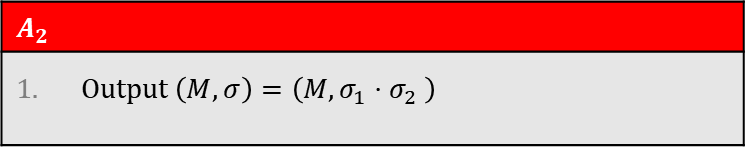 A₂
1. Output (M, σ) = (M, σ₁ · σ₂ )